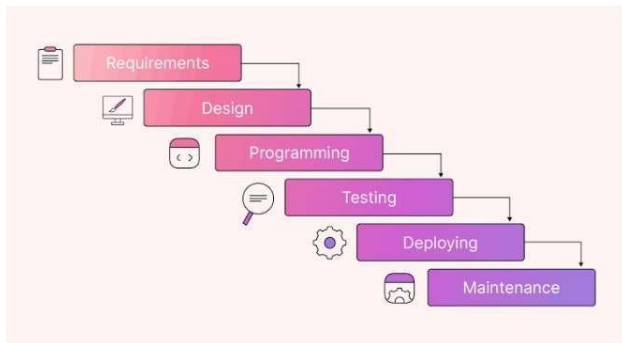 Requirements
Design
Programming
Testing
Deploying
Maintenance